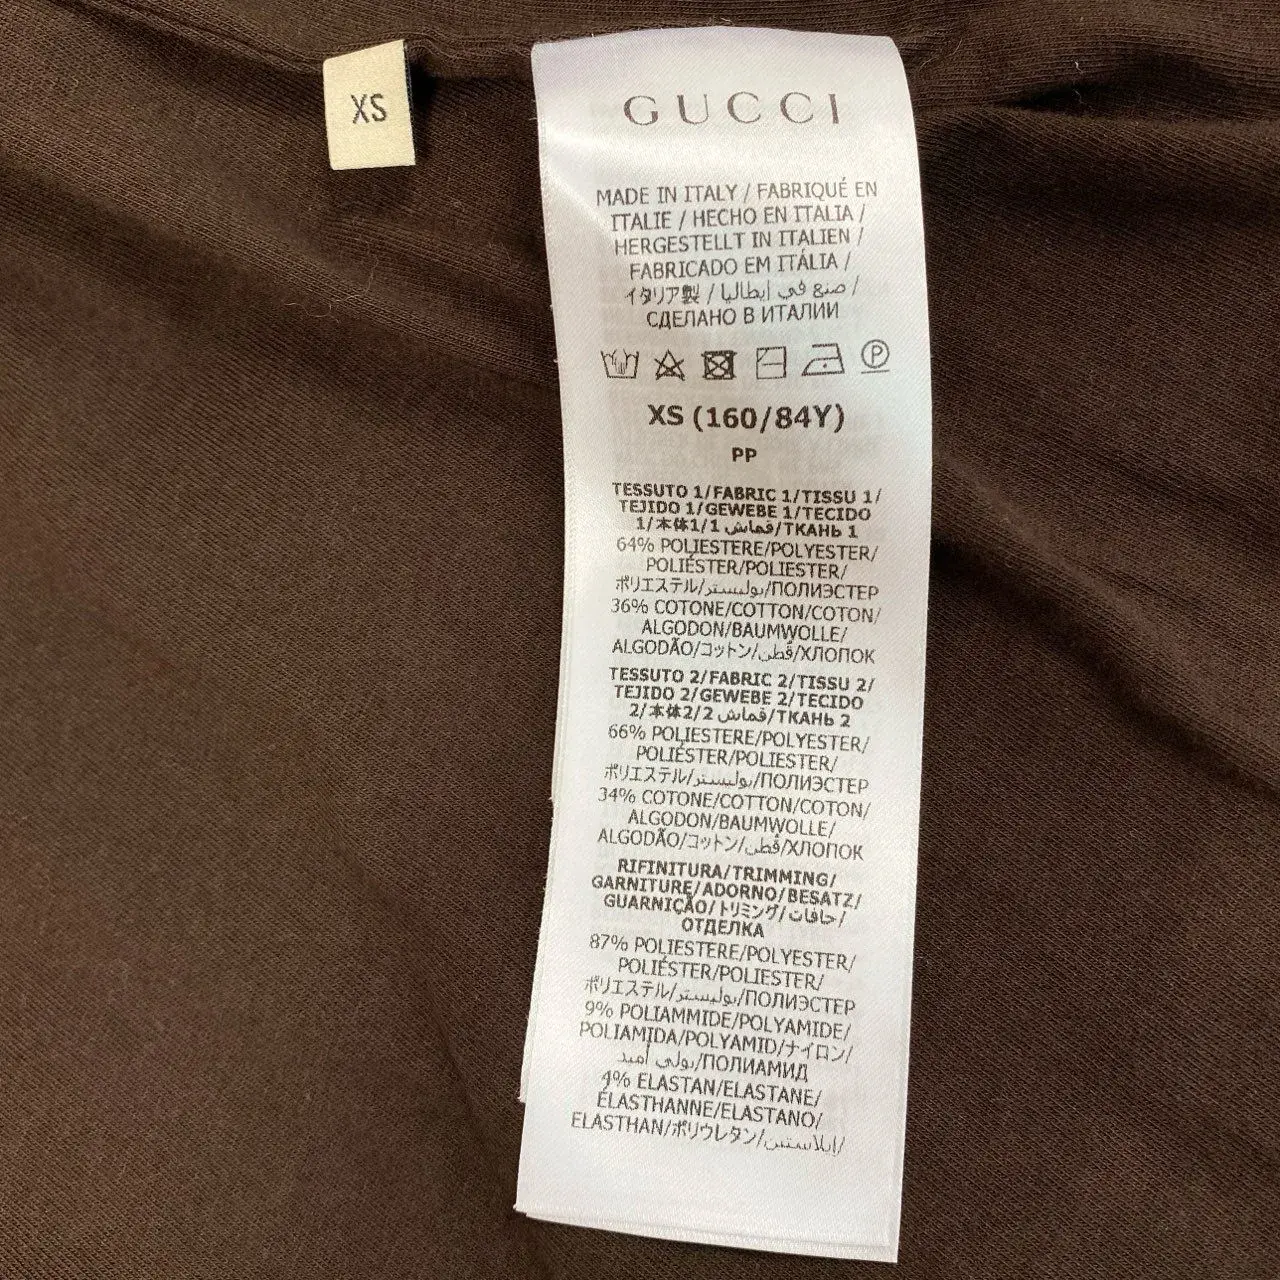 XS
GUCCI
MADE IN ITALY / FABRIQUÉ EN
ITALIE / HECHO EN ITALIA /
HERGESTELLT IN ITALIEN /
FABRICADO EM ITÁLIA /
イタリア製 / صنع في إيطاليا /
СДЕЛАНО В ИТАЛИИ
P
XS (160/84Y)
PP
TESSUTO 1/FABRIC 1/TISSU 1/
TEJIDO 1/GEWEBE 1/TECIDO
1/本体1/1 قماش/ТКАНЬ 1
64% POLIESTERE/POLYESTER/
POLIÉSTER/POLIESTER/
ポリエステル/بوليستر/ПОЛИЭСТЕР
36% COTONE/COTTON/COTON/
ALGODON/BAUMWOLLE/
ALGODÃO/コットン/قطن/ХЛОПОК
TESSUTO 2/FABRIC 2/TISSU 2/
TEJIDO 2/GEWEBE 2/TECIDO
2/本体2/2 قماش/ТКАНЬ 2
66% POLIESTERE/POLYESTER/
POLIÉSTER/POLIESTER/
ポリエステル/بوليستر/ПОЛИЭСТЕР
34% COTONE/COTTON/COTON/
ALGODON/BAUMWOLLE/
ALGODÃO/コットン/قطن/ХЛОПОК
RIFINITURA/TRIMMING/
GARNITURE/ADORNO/BESATZ/
GUARNIÇÃO/トリミング/حافات/
ОТДЕЛКА
87% POLIESTERE/POLYESTER/
POLIÉSTER/POLIESTER/
ポリエステル/بوليستر/ПОЛИЭСТЕР
9% POLIAMMIDE/POLYAMIDE/
POLIAMIDA/POLYAMID/ナイロン/
بولي أميد/ПОЛИАМИД
4% ELASTAN/ELASTANE/
ÉLASTHANNE/ELASTANO/
ELASTHAN/ポリウレタン/إيلاستين/